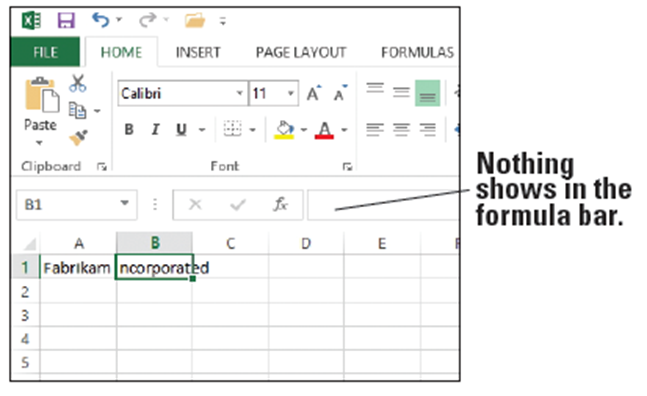 FILE HOME INSERT PAGE LAYOUT FORMULAS
Calibri 11 A A
Paste B I U A
Clipboard Font
Nothing
shows in the
formula bar.
B1 fx
A B C D E
1 Fabrikam ncorporated
2
3
4
5